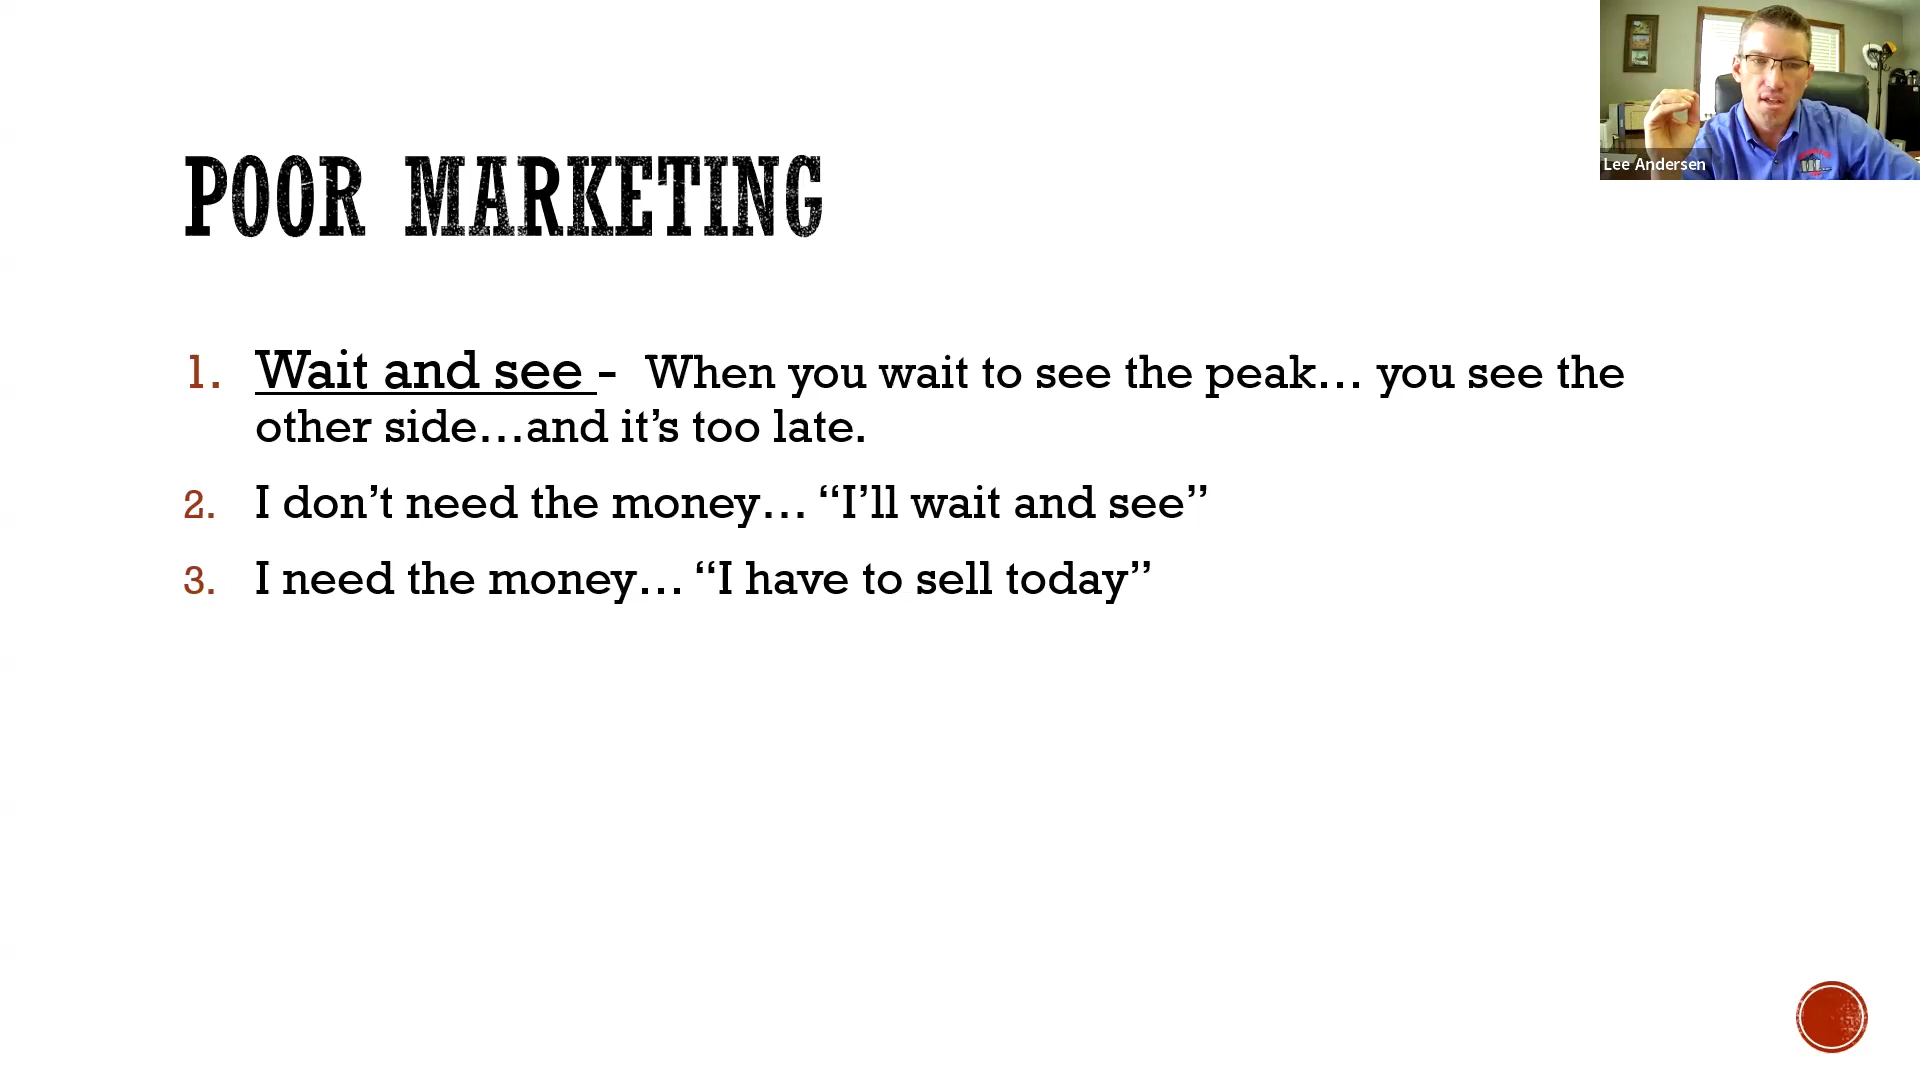 Lee Andersen
POOR MARKETING
1. Wait and see - When you wait to see the peak… you see the
other side…and it’s too late.
2. I don’t need the money… “I’ll wait and see”
3. I need the money… “I have to sell today”